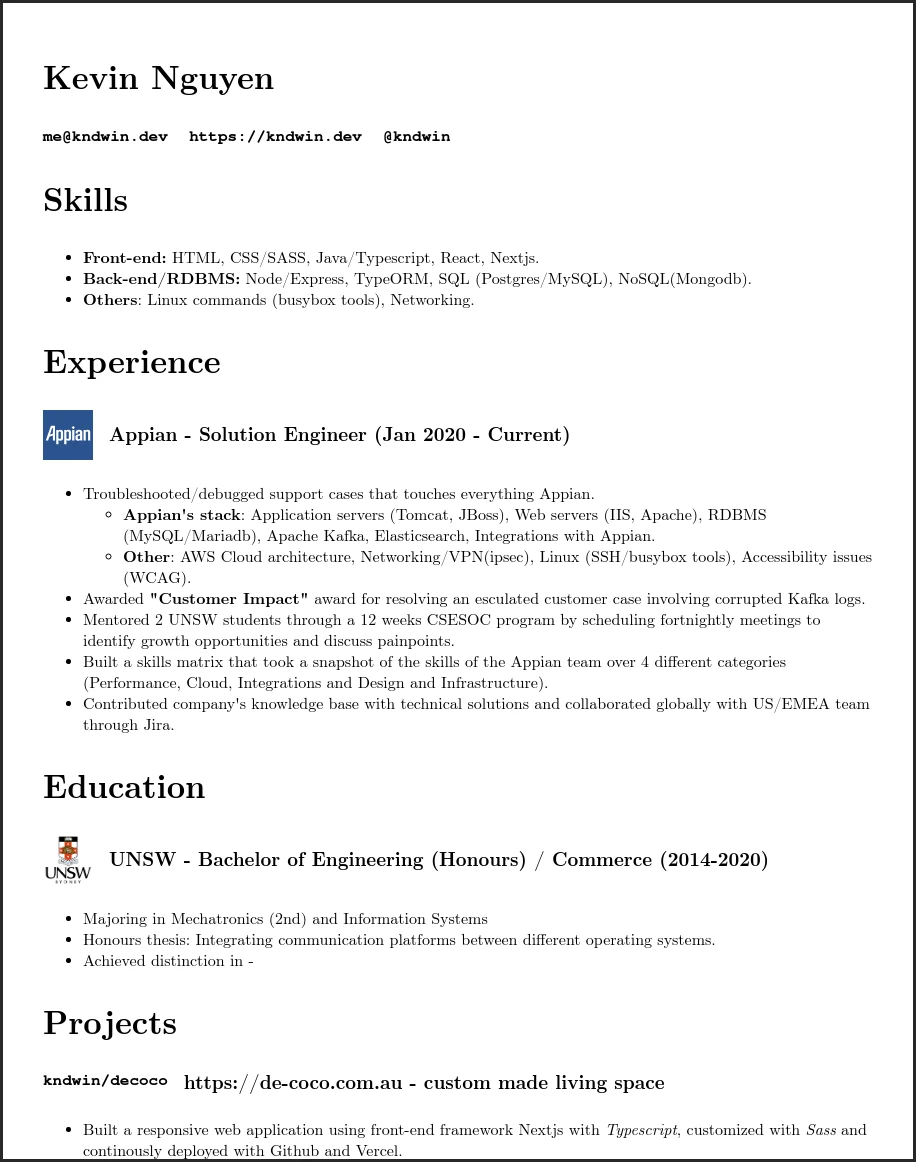 Kevin Nguyen
me@kndwin.dev https://kndwin.dev @kndwin
Skills
• Front-end: HTML, CSS/SASS, Java/Typescript, React, Nextjs.
• Back-end/RDBMS: Node/Express, TypeORM, SQL (Postgres/MySQL), NoSQL(Mongodb).
• Others: Linux commands (busybox tools), Networking.
Experience
Appian
Appian - Solution Engineer (Jan 2020 - Current)
• Troubleshooted/debugged support cases that touches everything Appian.
◦ Appian's stack: Application servers (Tomcat, JBoss), Web servers (IIS, Apache), RDBMS
(MySQL/Mariadb), Apache Kafka, Elasticsearch, Integrations with Appian.
◦ Other: AWS Cloud architecture, Networking/VPN(ipsec), Linux (SSH/busybox tools), Accessibility issues
(WCAG).
• Awarded "Customer Impact" award for resolving an esculated customer case involving corrupted Kafka logs.
• Mentored 2 UNSW students through a 12 weeks CSESOC program by scheduling fortnightly meetings to
identify growth opportunities and discuss painpoints.
• Built a skills matrix that took a snapshot of the skills of the Appian team over 4 different categories
(Performance, Cloud, Integrations and Design and Infrastructure).
• Contributed company's knowledge base with technical solutions and collaborated globally with US/EMEA team
through Jira.
Education
UNSW
SYDNEY
UNSW - Bachelor of Engineering (Honours) / Commerce (2014-2020)
• Majoring in Mechatronics (2nd) and Information Systems
• Honours thesis: Integrating communication platforms between different operating systems.
• Achieved distinction in -
Projects
kndwin/decoco https://de-coco.com.au - custom made living space
• Built a responsive web application using front-end framework Nextjs with Typescript, customized with Sass and
continously deployed with Github and Vercel.